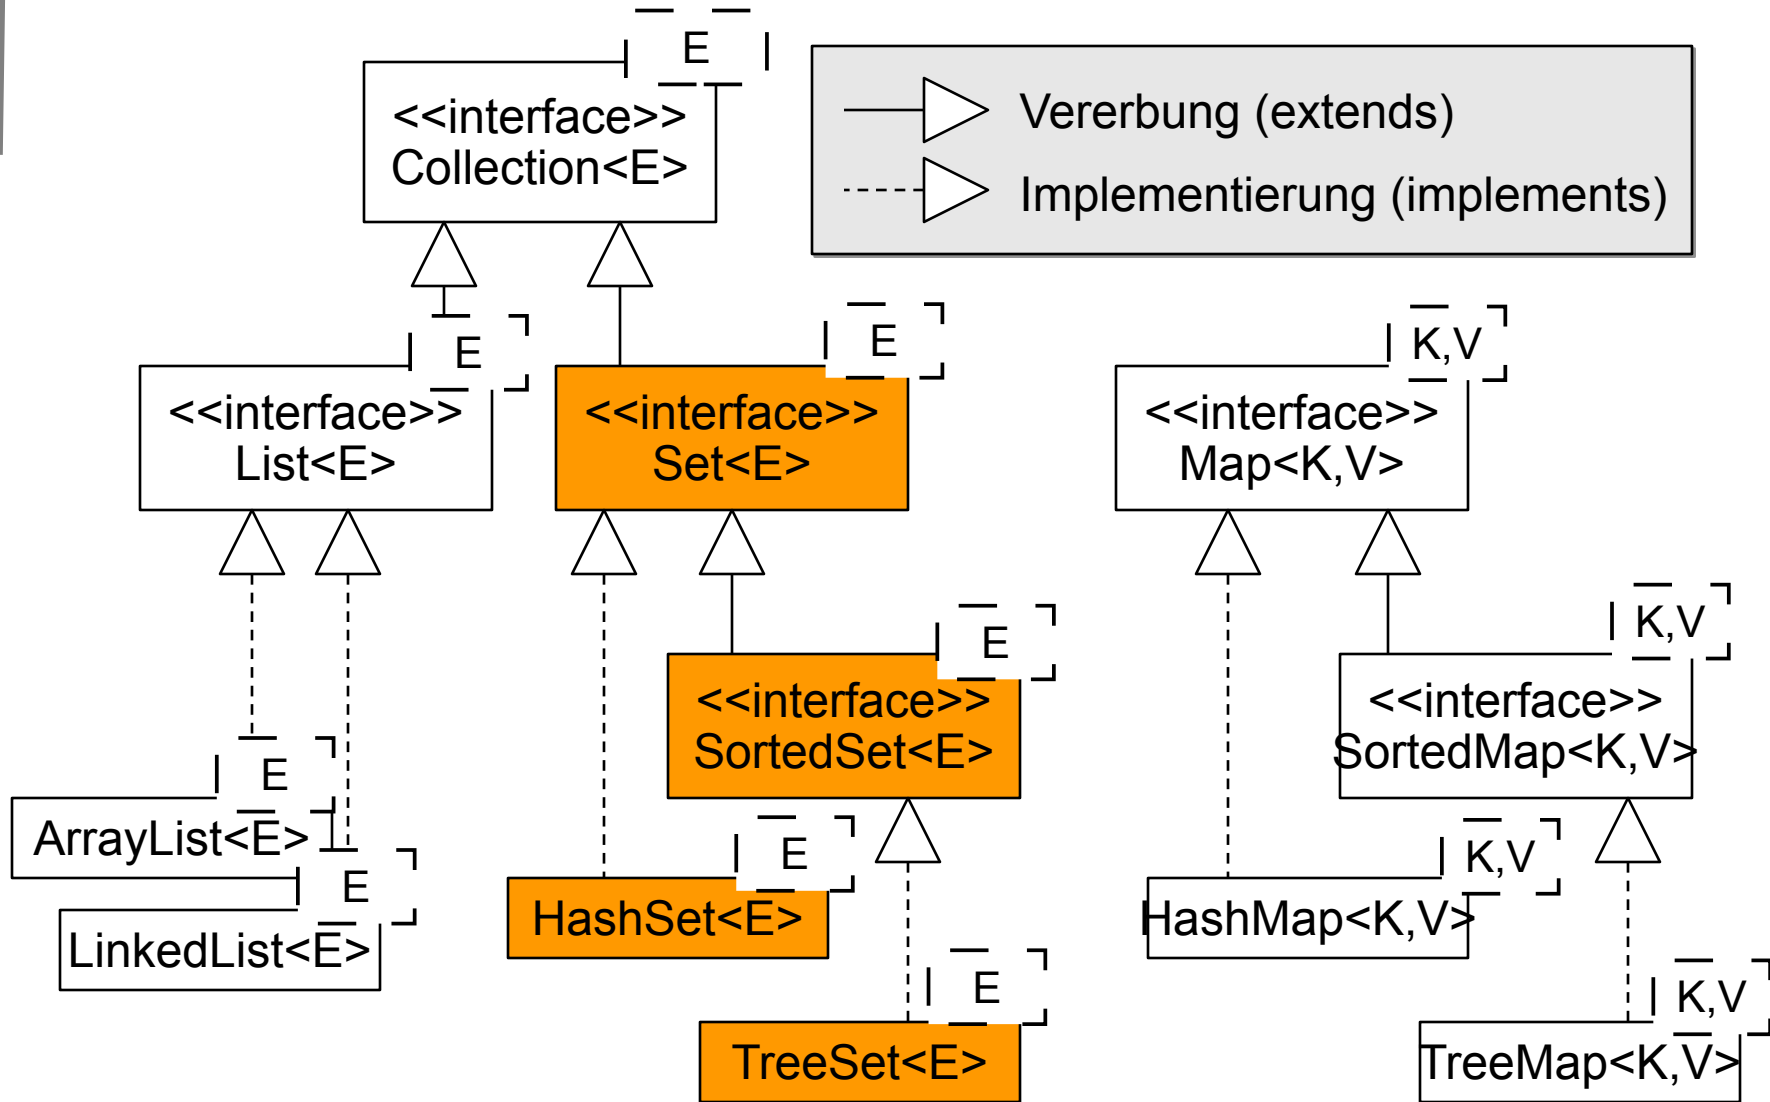 E
<<interface>>
Collection<E>
Vererbung (extends)
Implementierung (implements)
E
<<interface>>
List<E>
E
<<interface>>
Set<E>
K,V
<<interface>>
Map<K,V>
E
<<interface>>
SortedSet<E>
K,V
<<interface>>
SortedMap<K,V>
E
ArrayList<E>
E
LinkedList<E>
E
HashSet<E>
K,V
HashMap<K,V>
E
TreeSet<E>
K,V
TreeMap<K,V>